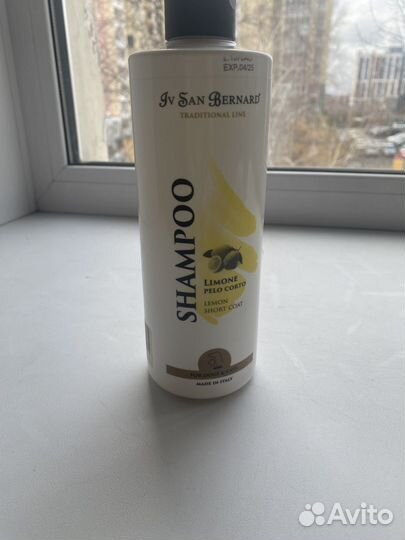 EXP.04/25
IV SAN BERNARD
TRADITIONAL LINE
SHAMPOO
LIMONE
PELO CORTO
LEMON
SHORT COAT
MADE IN ITALY
Avito